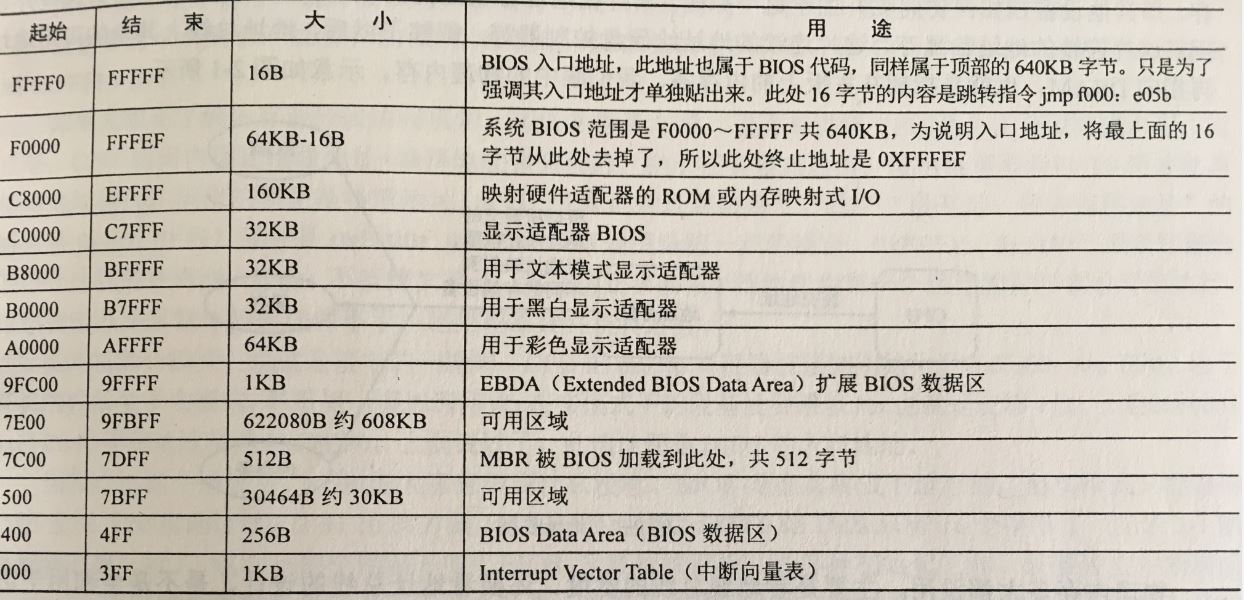 起始 结 束 大 小 用 途
FFFF0 FFFFF 16B BIOS 入口地址，此地址也属于 BIOS 代码，同样属于顶部的 640KB 字节。只是为了
强调其入口地址才单独贴出来。此处 16 字节的内容是跳转指令 jmp f000：e05b
F0000 FFFEF 64KB-16B 系统 BIOS 范围是 F0000～FFFFF 共 640KB，为说明入口地址，将最上面的 16
字节从此处去掉了，所以此处终止地址是 0XFFFEF
C8000 EFFFF 160KB 映射硬件适配器的 ROM 或内存映射式 I/O
C0000 C7FFF 32KB 显示适配器 BIOS
B8000 BFFFF 32KB 用于文本模式显示适配器
B0000 B7FFF 32KB 用于黑白显示适配器
A0000 AFFFF 64KB 用于彩色显示适配器
9FC00 9FFFF 1KB EBDA（Extended BIOS Data Area）扩展 BIOS 数据区
7E00 9FBFF 622080B 约 608KB 可用区域
7C00 7DFF 512B MBR 被 BIOS 加载到此处，共 512 字节
500 7BFF 30464B 约 30KB 可用区域
400 4FF 256B BIOS Data Area（BIOS 数据区）
000 3FF 1KB Interrupt Vector Table（中断向量表）